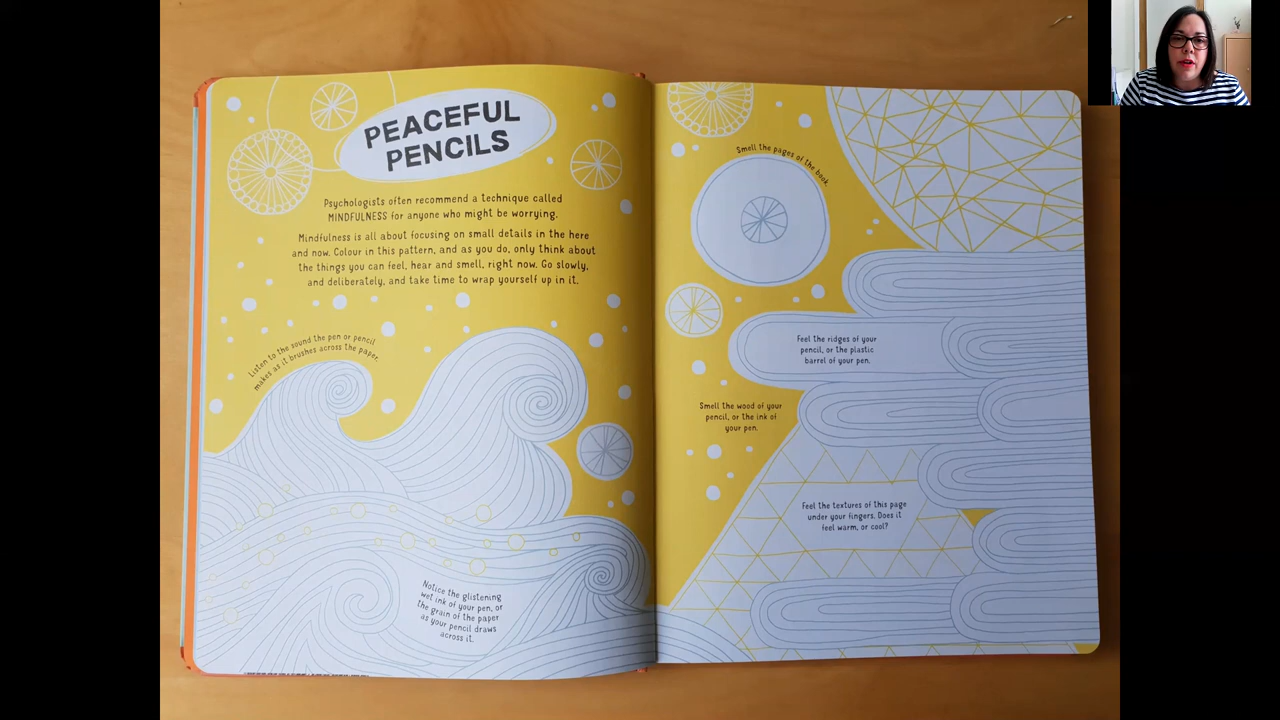 PEACEFUL
PENCILS
Psychologists often recommend a technique called
MINDFULNESS for anyone who might be worrying.
Mindfulness is all about focusing on small details in the here
and now. Colour in this pattern, and as you do, only think about
the things you can feel, hear and smell, right now. Go slowly,
and deliberately, and take time to wrap yourself up in it.
Listen to the sound the pen or pencil
makes as it brushes across the paper.
Notice the glistening
wet ink of your pen, or
the grain of the paper
as your pencil draws
across it.
Smell the pages of the book.
Feel the ridges of your
pencil, or the plastic
barrel of your pen.
Smell the wood of your
pencil, or the ink of
your pen.
Feel the textures of this page
under your fingers. Does it
feel warm, or cool?